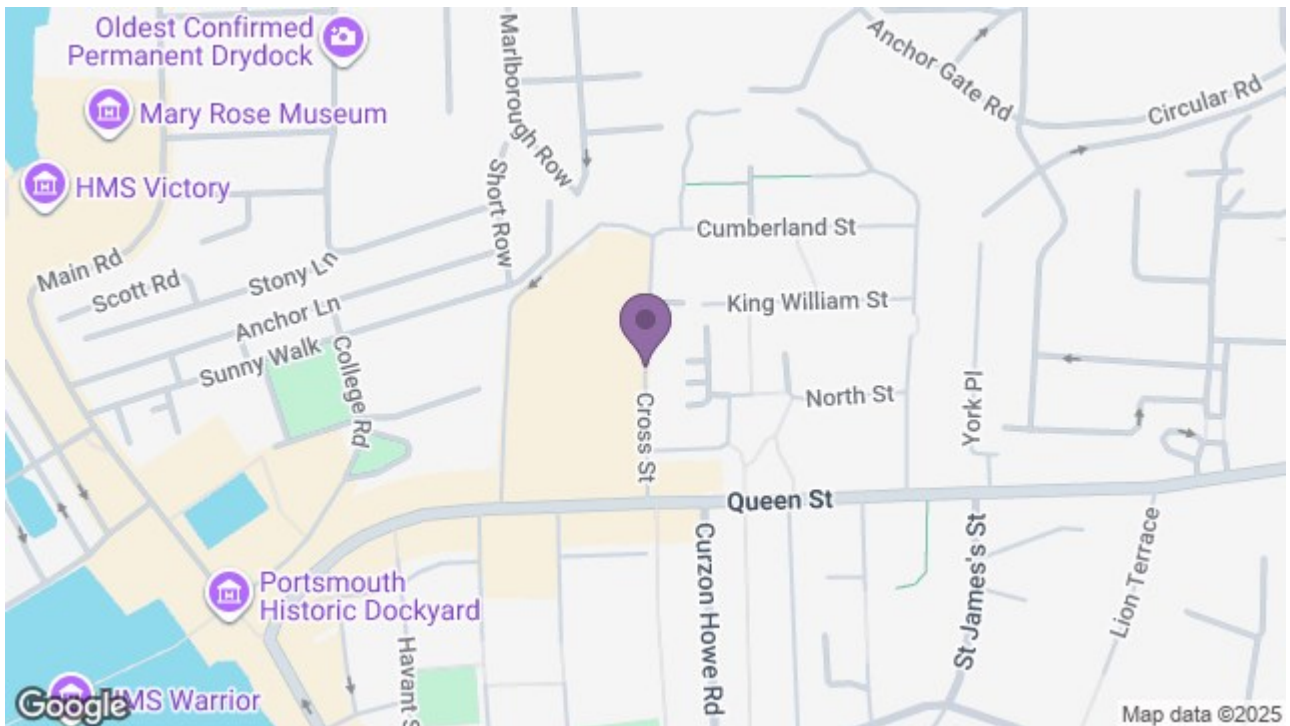 Oldest Confirmed
Permanent Drydock
Marlborough Row
Anchor Gate Rd
Circular Rd
Mary Rose Museum
HMS Victory
Short Row
Cumberland St
Main Rd
Scott Rd
Stony Ln
Anchor Ln
King William St
Sunny Walk
College Rd
Cross St
North St
York Pl
Queen St
Portsmouth
Historic Dockyard
Curzon Howe Rd
St James's St
Lion Terrace
Havant S
HMS Warrior
Google
Map data ©2025